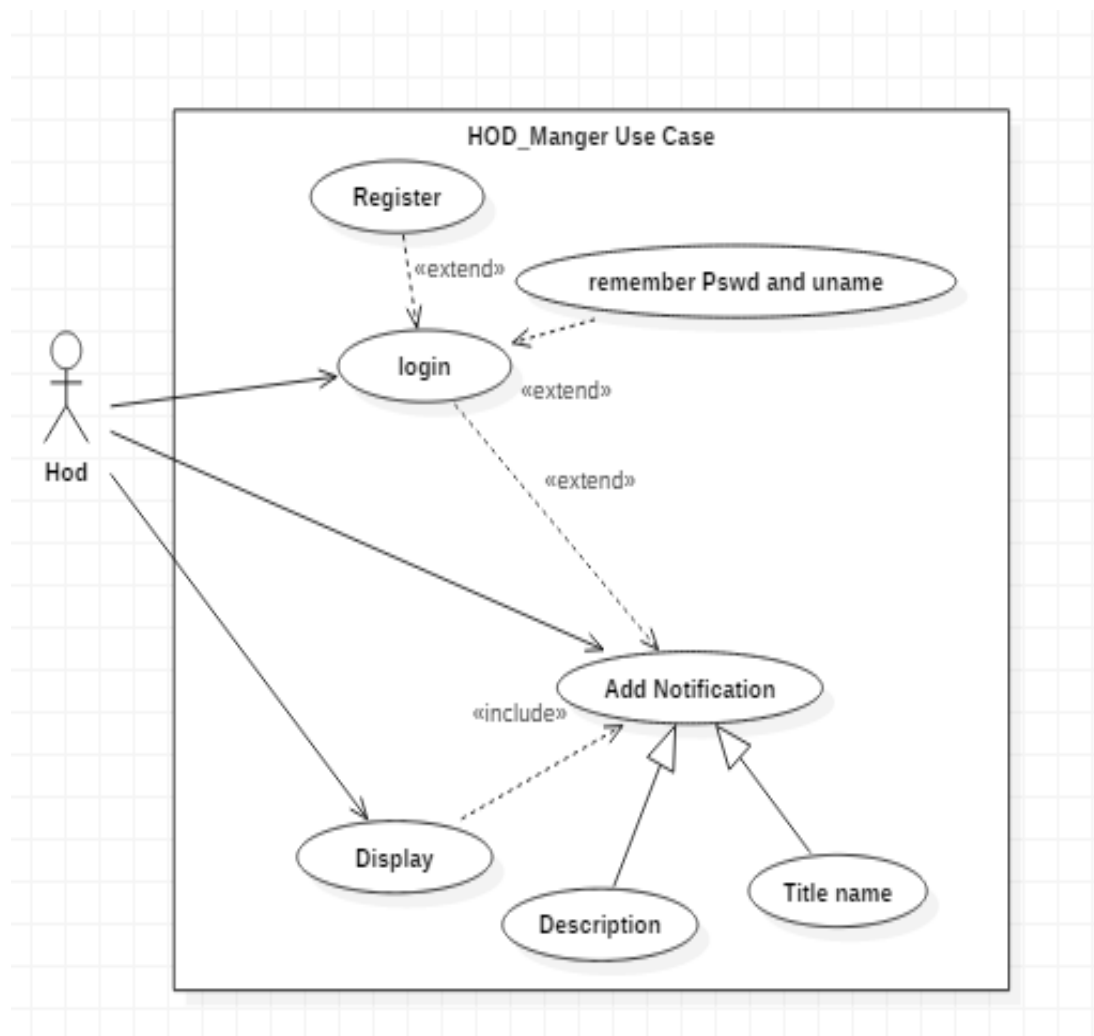 HOD_Manger Use Case
Register
«extend»
remember Pswd and uname
login
«extend»
Hod
«extend»
Add Notification
«include»
Display
Title name
Description